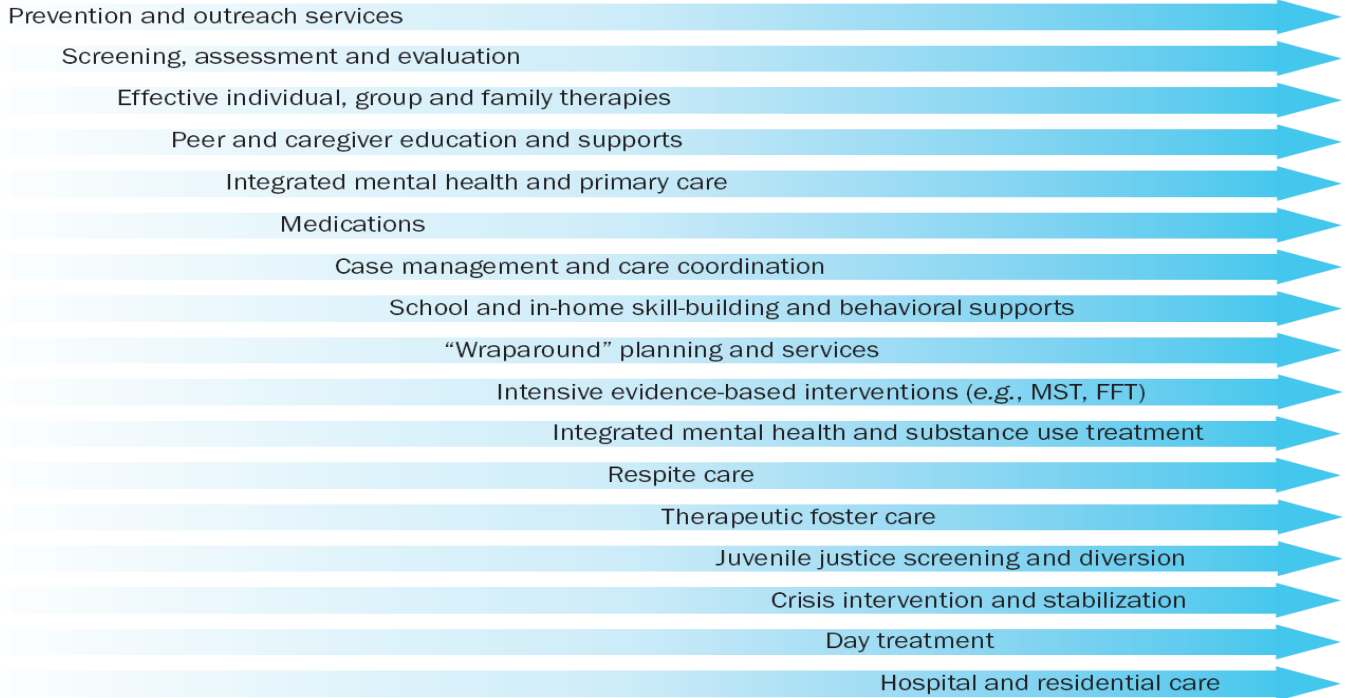 Prevention and outreach services
Screening, assessment and evaluation
Effective individual, group and family therapies
Peer and caregiver education and supports
Integrated mental health and primary care
Medications
Case management and care coordination
School and in-home skill-building and behavioral supports
“Wraparound” planning and services
Intensive evidence-based interventions (e.g., MST, FFT)
Integrated mental health and substance use treatment
Respite care
Therapeutic foster care
Juvenile justice screening and diversion
Crisis intervention and stabilization
Day treatment
Hospital and residential care